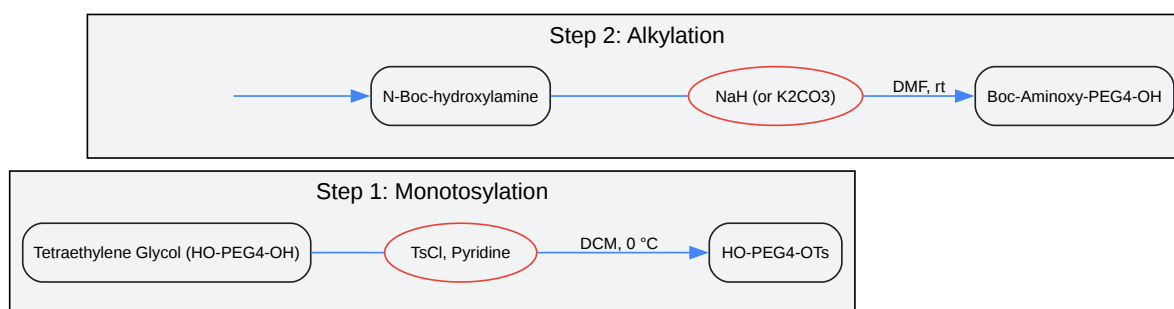 Step 2: Alkylation
N-Boc-hydroxylamine
NaH (or K2CO3)
DMF, rt
Boc-Aminoxy-PEG4-OH
Step 1: Monotosylation
Tetraethylene Glycol (HO-PEG4-OH)
TsCl, Pyridine
DCM, 0 °C
HO-PEG4-OTs